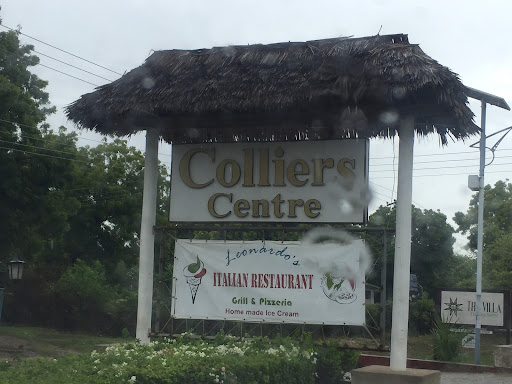 Colliers
Centre
Leonardo's
ITALIAN RESTAURANT
Grill & Pizzeria
Home made Ice Cream
THE VILLA